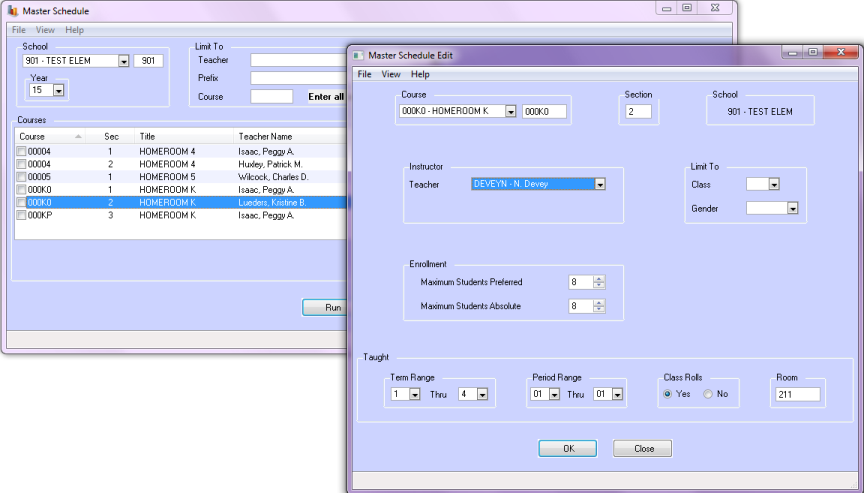 Master Schedule
File View Help
School
901 - TEST ELEM 901
Year
15
Limit To
Teacher
Prefix
Course Enter all
Courses
Course Sec Title Teacher Name
00004 1 HOMEROOM 4 Isaac, Peggy A.
00004 2 HOMEROOM 4 Huxley, Patrick M.
00005 1 HOMEROOM 5 Wilcock, Charles D.
000K0 1 HOMEROOM K Isaac, Peggy A.
000K0 2 HOMEROOM K Lueders, Kristine B.
000KP 3 HOMEROOM K Isaac, Peggy A.
Run
Master Schedule Edit
File View Help
Course Section School
000K0 - HOMEROOM K 000K0 2 901 - TEST ELEM
Instructor Limit To
Teacher DEVEYN - N. Devey Class
Gender
Enrollment
Maximum Students Preferred 8
Maximum Students Absolute 8
Taught
Term Range Period Range Class Rolls Room
1 Thru 4 01 Thru 01 Yes No 211
OK Close